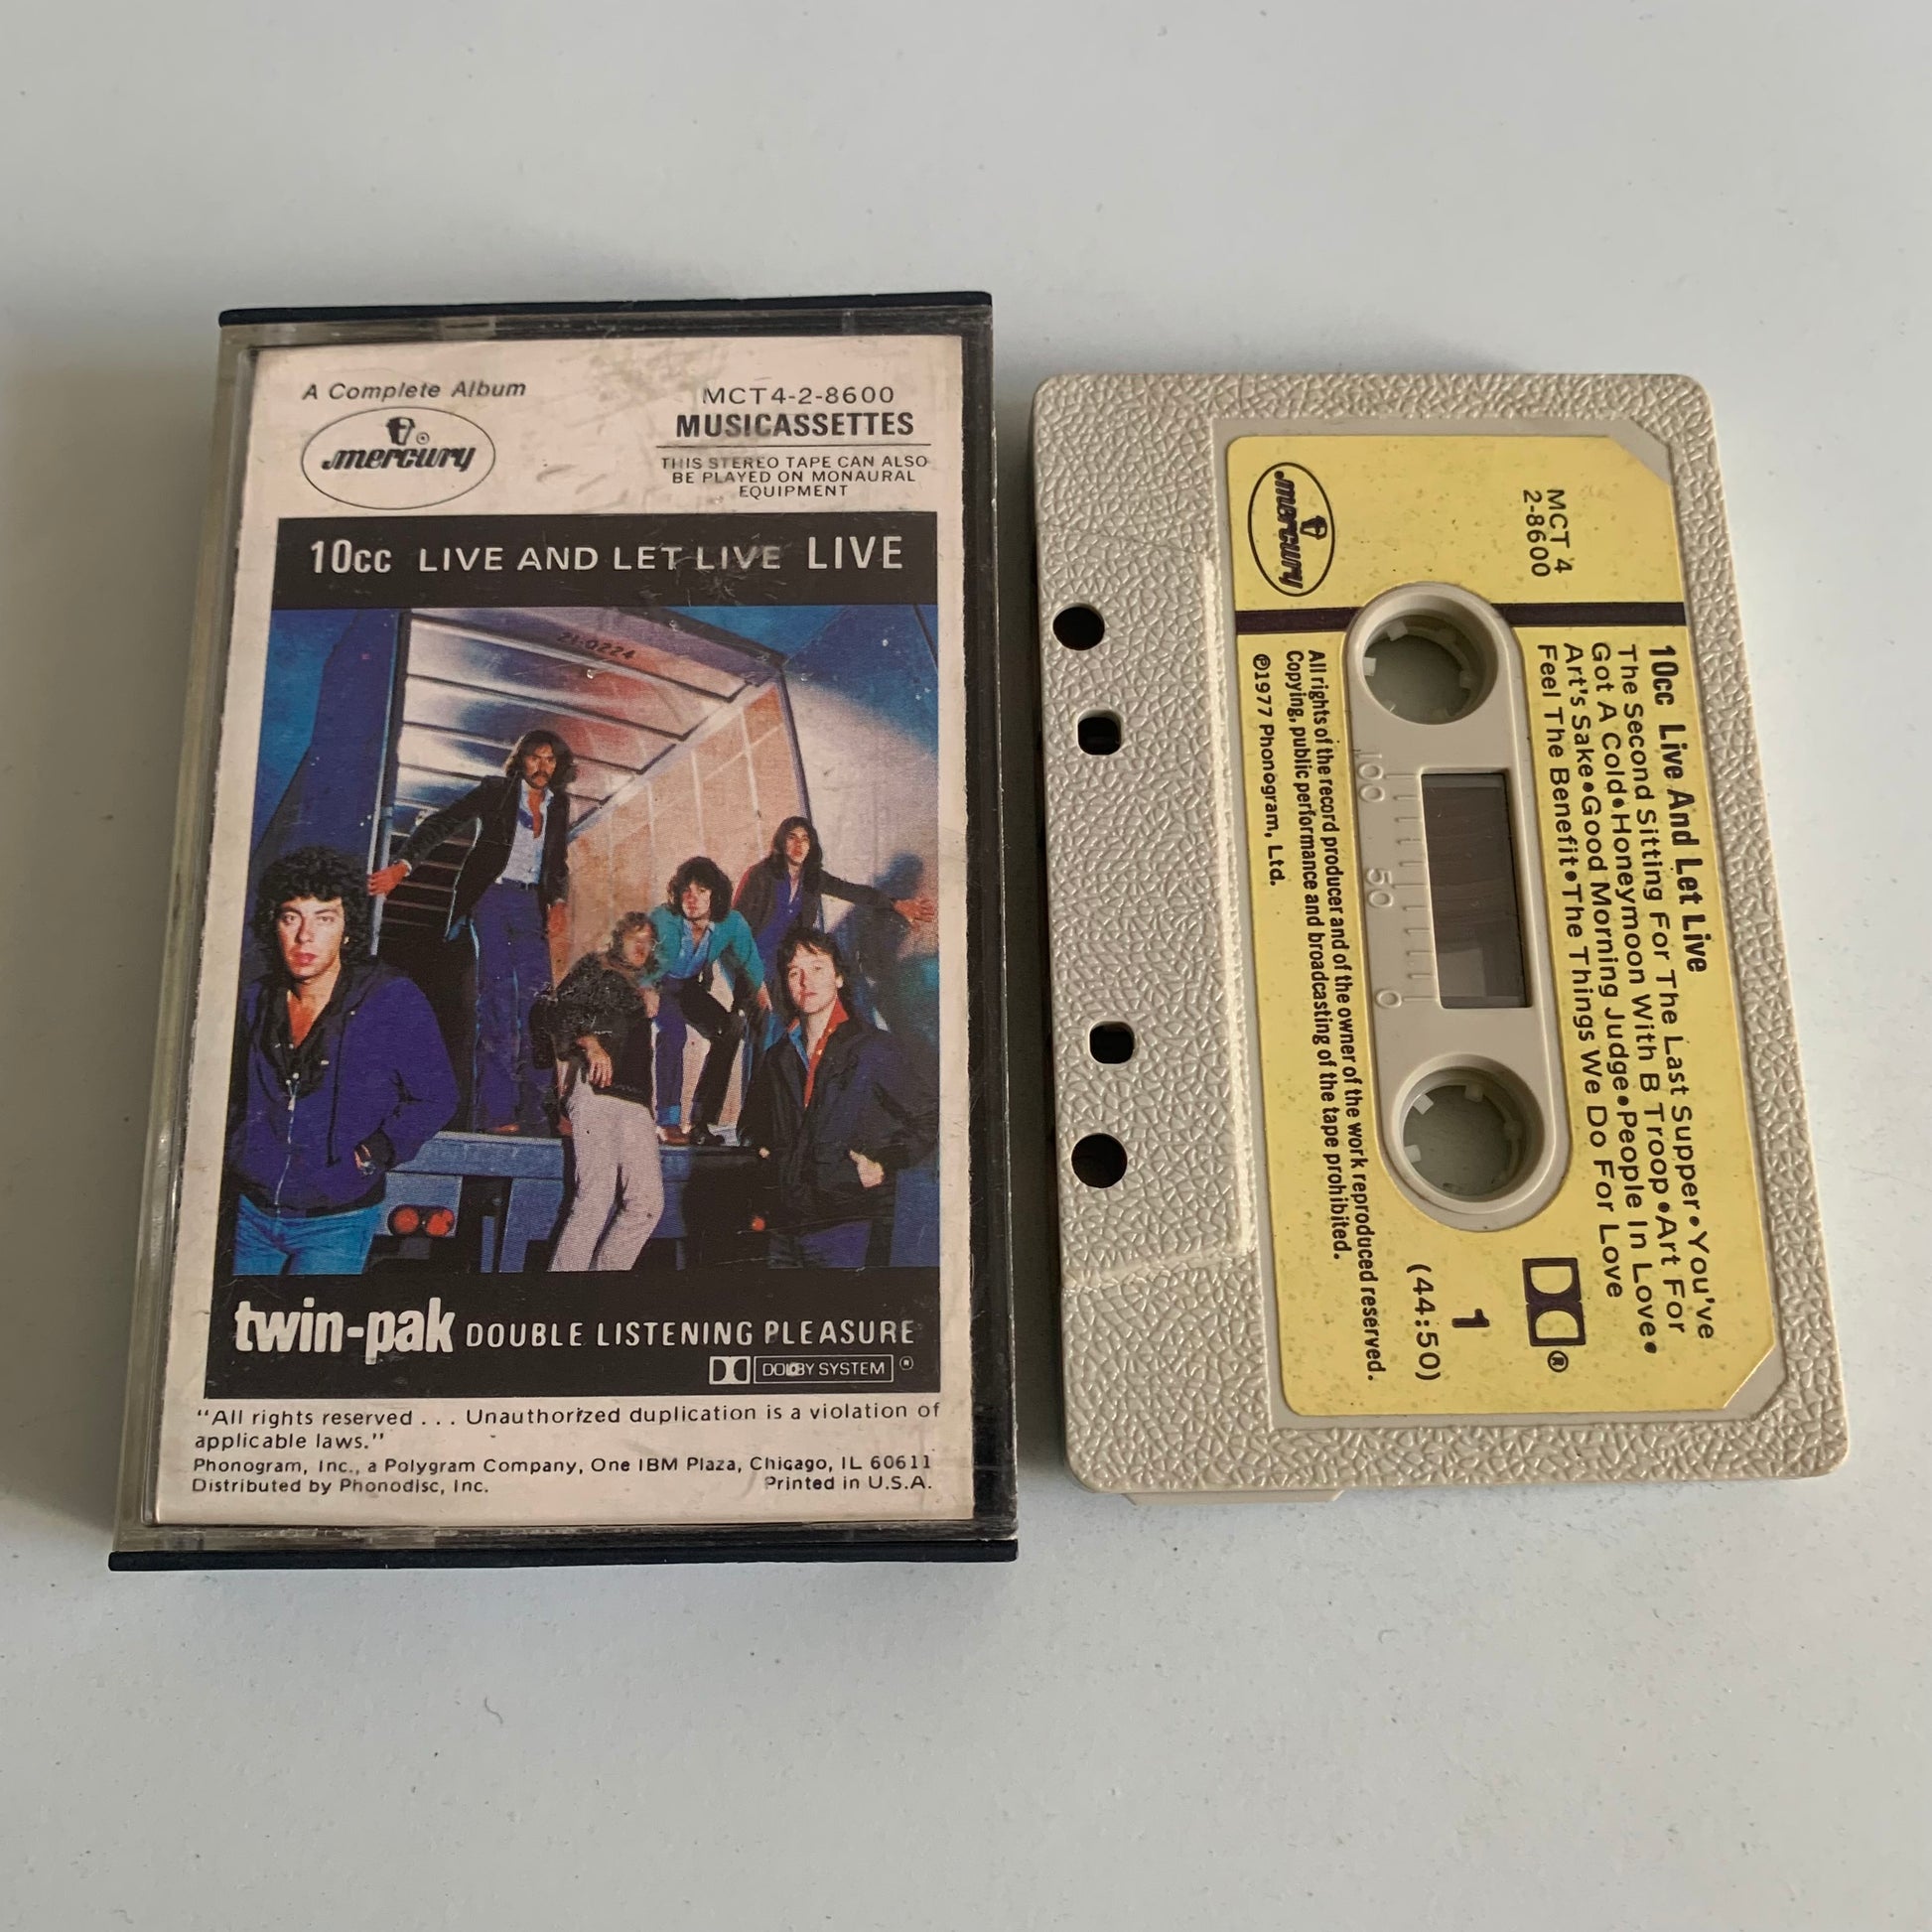 A Complete Album
mercury
MCT4-2-8600
MUSICASSETTES
THIS STEREO TAPE CAN ALSO
BE PLAYED ON MONAURAL
EQUIPMENT
10cc LIVE AND LET LIVE LIVE
21-0224
twin-pak DOUBLE LISTENING PLEASURE
DOLBY SYSTEM ®
"All rights reserved . . . Unauthorized duplication is a violation of
applicable laws."
Phonogram, Inc., a Polygram Company, One IBM Plaza, Chicago, IL 60611
Distributed by Phonodisc, Inc. Printed in U.S.A.
mercury
MCT 4
2-8600
10cc Live And Let Live
The Second Sitting For The Last Supper•You've
Got A Cold•Honeymoon With B Troop•Art For
Art's Sake•Good Morning Judge•People In Love•
Feel The Benefit•The Things We Do For Love
100 50 0
®
1
(44:50)
All rights of the record producer and of the owner of the work reproduced reserved.
Copying, public performance and broadcasting of the tape prohibited.
℗1977 Phonogram, Ltd.